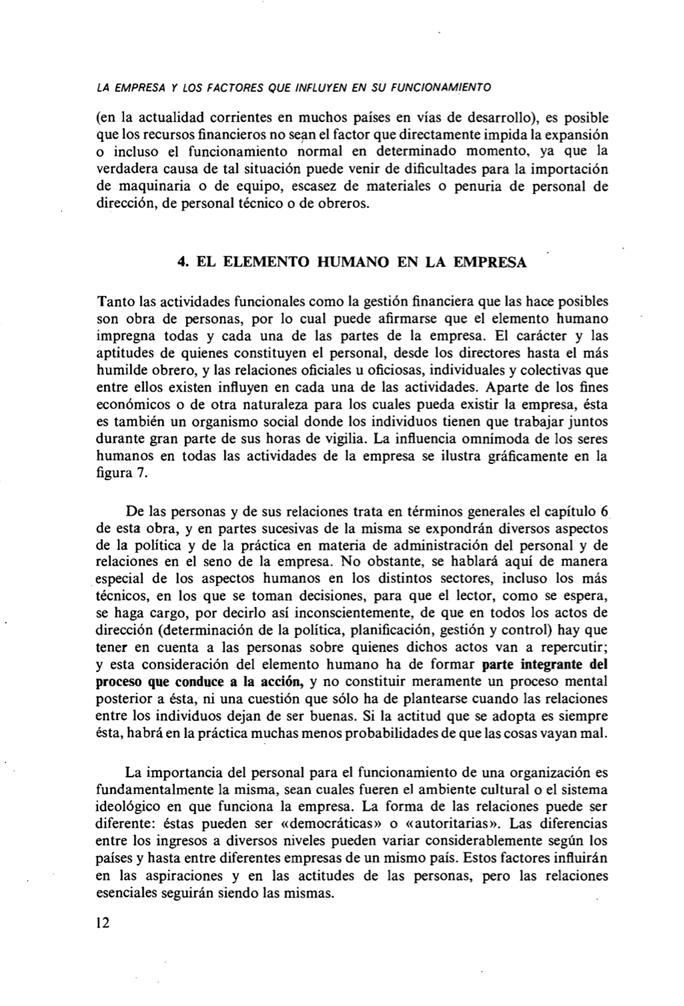 LA EMPRESA Y LOS FACTORES QUE INFLUYEN EN SU FUNCIONAMIENTO
(en la actualidad corrientes en muchos países en vías de desarrollo), es posible
que los recursos financieros no sean el factor que directamente impida la expansión
o incluso el funcionamiento normal en determinado momento, ya que la
verdadera causa de tal situación puede venir de dificultades para la importación
de maquinaria o de equipo, escasez de materiales o penuria de personal de
dirección, de personal técnico o de obreros.
4. EL ELEMENTO HUMANO EN LA EMPRESA
Tanto las actividades funcionales como la gestión financiera que las hace posibles
son obra de personas, por lo cual puede afirmarse que el elemento humano
impregna todas y cada una de las partes de la empresa. El carácter y las
aptitudes de quienes constituyen el personal, desde los directores hasta el más
humilde obrero, y las relaciones oficiales u oficiosas, individuales y colectivas que
entre ellos existen influyen en cada una de las actividades. Aparte de los fines
económicos o de otra naturaleza para los cuales pueda existir la empresa, ésta
es también un organismo social donde los individuos tienen que trabajar juntos
durante gran parte de sus horas de vigilia. La influencia omnímoda de los seres
humanos en todas las actividades de la empresa se ilustra gráficamente en la
figura 7.
De las personas y de sus relaciones trata en términos generales el capítulo 6
de esta obra, y en partes sucesivas de la misma se expondrán diversos aspectos
de la política y de la práctica en materia de administración del personal y de
relaciones en el seno de la empresa. No obstante, se hablará aquí de manera
especial de los aspectos humanos en los distintos sectores, incluso los más
técnicos, en los que se toman decisiones, para que el lector, como se espera,
se haga cargo, por decirlo así inconscientemente, de que en todos los actos de
dirección (determinación de la política, planificación, gestión y control) hay que
tener en cuenta a las personas sobre quienes dichos actos van a repercutir;
y esta consideración del elemento humano ha de formar parte integrante del
proceso que conduce a la acción, y no constituir meramente un proceso mental
posterior a ésta, ni una cuestión que sólo ha de plantearse cuando las relaciones
entre los individuos dejan de ser buenas. Si la actitud que se adopta es siempre
ésta, habrá en la práctica muchas menos probabilidades de que las cosas vayan mal.
La importancia del personal para el funcionamiento de una organización es
fundamentalmente la misma, sean cuales fueren el ambiente cultural o el sistema
ideológico en que funciona la empresa. La forma de las relaciones puede ser
diferente: éstas pueden ser «democráticas» o «autoritarias». Las diferencias
entre los ingresos a diversos niveles pueden variar considerablemente según los
países y hasta entre diferentes empresas de un mismo país. Estos factores influirán
en las aspiraciones y en las actitudes de las personas, pero las relaciones
esenciales seguirán siendo las mismas.
12